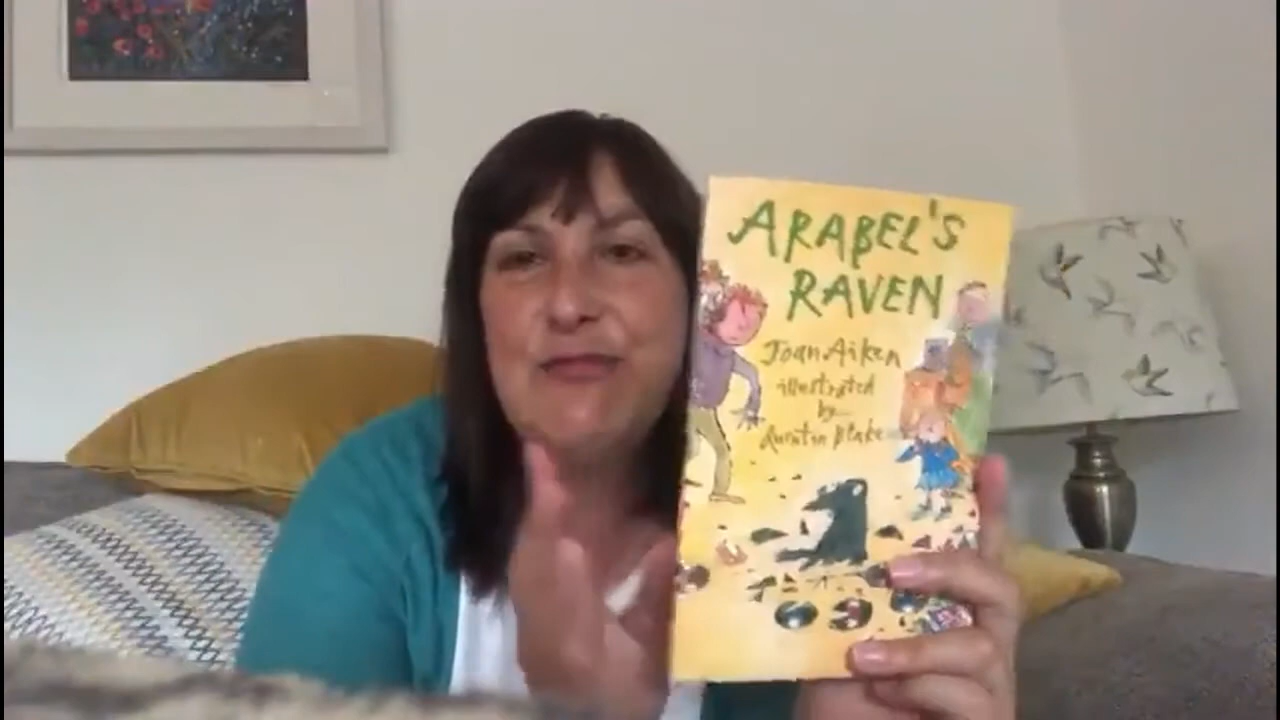 ARABEL'S
RAVEN
Joan Aiken
illustrated
by...
Quentin Blake